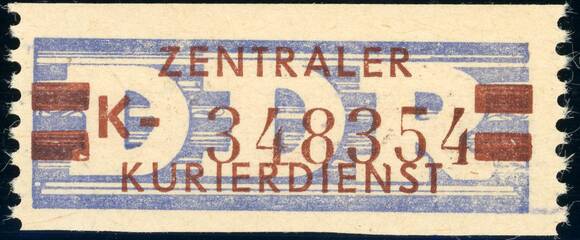 ZENTRALER
DDR
K- 348354
KURIERDIENST